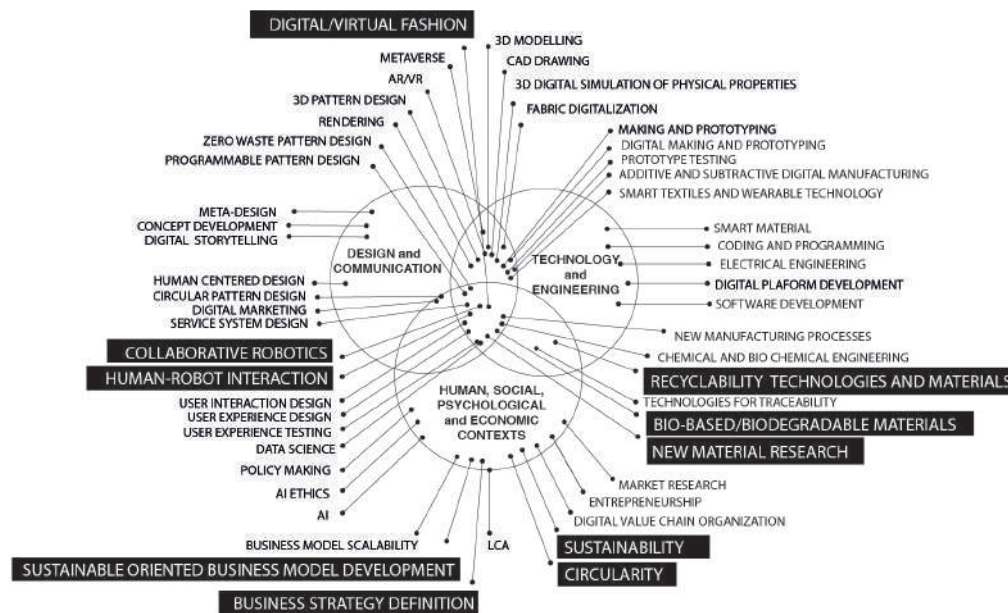 DIGITAL/VIRTUAL FASHION
3D MODELLING
METAVERSE
CAD DRAWING
AR/VR
3D DIGITAL SIMULATION OF PHYSICAL PROPERTIES
3D PATTERN DESIGN
FABRIC DIGITALIZATION
RENDERING
MAKING AND PROTOTYPING
ZERO WASTE PATTERN DESIGN
DIGITAL MAKING AND PROTOTYPING
PROGRAMMABLE PATTERN DESIGN
PROTOTYPE TESTING
ADDITIVE AND SUBTRACTIVE DIGITAL MANUFACTURING
SMART TEXTILES AND WEARABLE TECHNOLOGY
META-DESIGN
CONCEPT DEVELOPMENT
DIGITAL STORYTELLING
DESIGN and
COMMUNICATION
TECHNOLOGY
and
ENGINEERING
SMART MATERIAL
CODING AND PROGRAMMING
ELECTRICAL ENGINEERING
DIGITAL PLAFORM DEVELOPMENT
SOFTWARE DEVELOPMENT
HUMAN CENTERED DESIGN
CIRCULAR PATTERN DESIGN
DIGITAL MARKETING
SERVICE SYSTEM DESIGN
NEW MANUFACTURING PROCESSES
COLLABORATIVE ROBOTICS
CHEMICAL AND BIO CHEMICAL ENGINEERING
HUMAN-ROBOT INTERACTION
RECYCLABILITY TECHNOLOGIES AND MATERIALS
HUMAN, SOCIAL,
PSYCHOLOGICAL
and ECONOMIC
CONTEXTS
USER INTERACTION DESIGN
TECHNOLOGIES FOR TRACEABILITY
USER EXPERIENCE DESIGN
BIO-BASED/BIODEGRADABLE MATERIALS
USER EXPERIENCE TESTING
DATA SCIENCE
NEW MATERIAL RESEARCH
POLICY MAKING
MARKET RESEARCH
AI ETHICS
ENTREPRENEURSHIP
AI
DIGITAL VALUE CHAIN ORGANIZATION
BUSINESS MODEL SCALABILITY
LCA
SUSTAINABILITY
SUSTAINABLE ORIENTED BUSINESS MODEL DEVELOPMENT
CIRCULARITY
BUSINESS STRATEGY DEFINITION